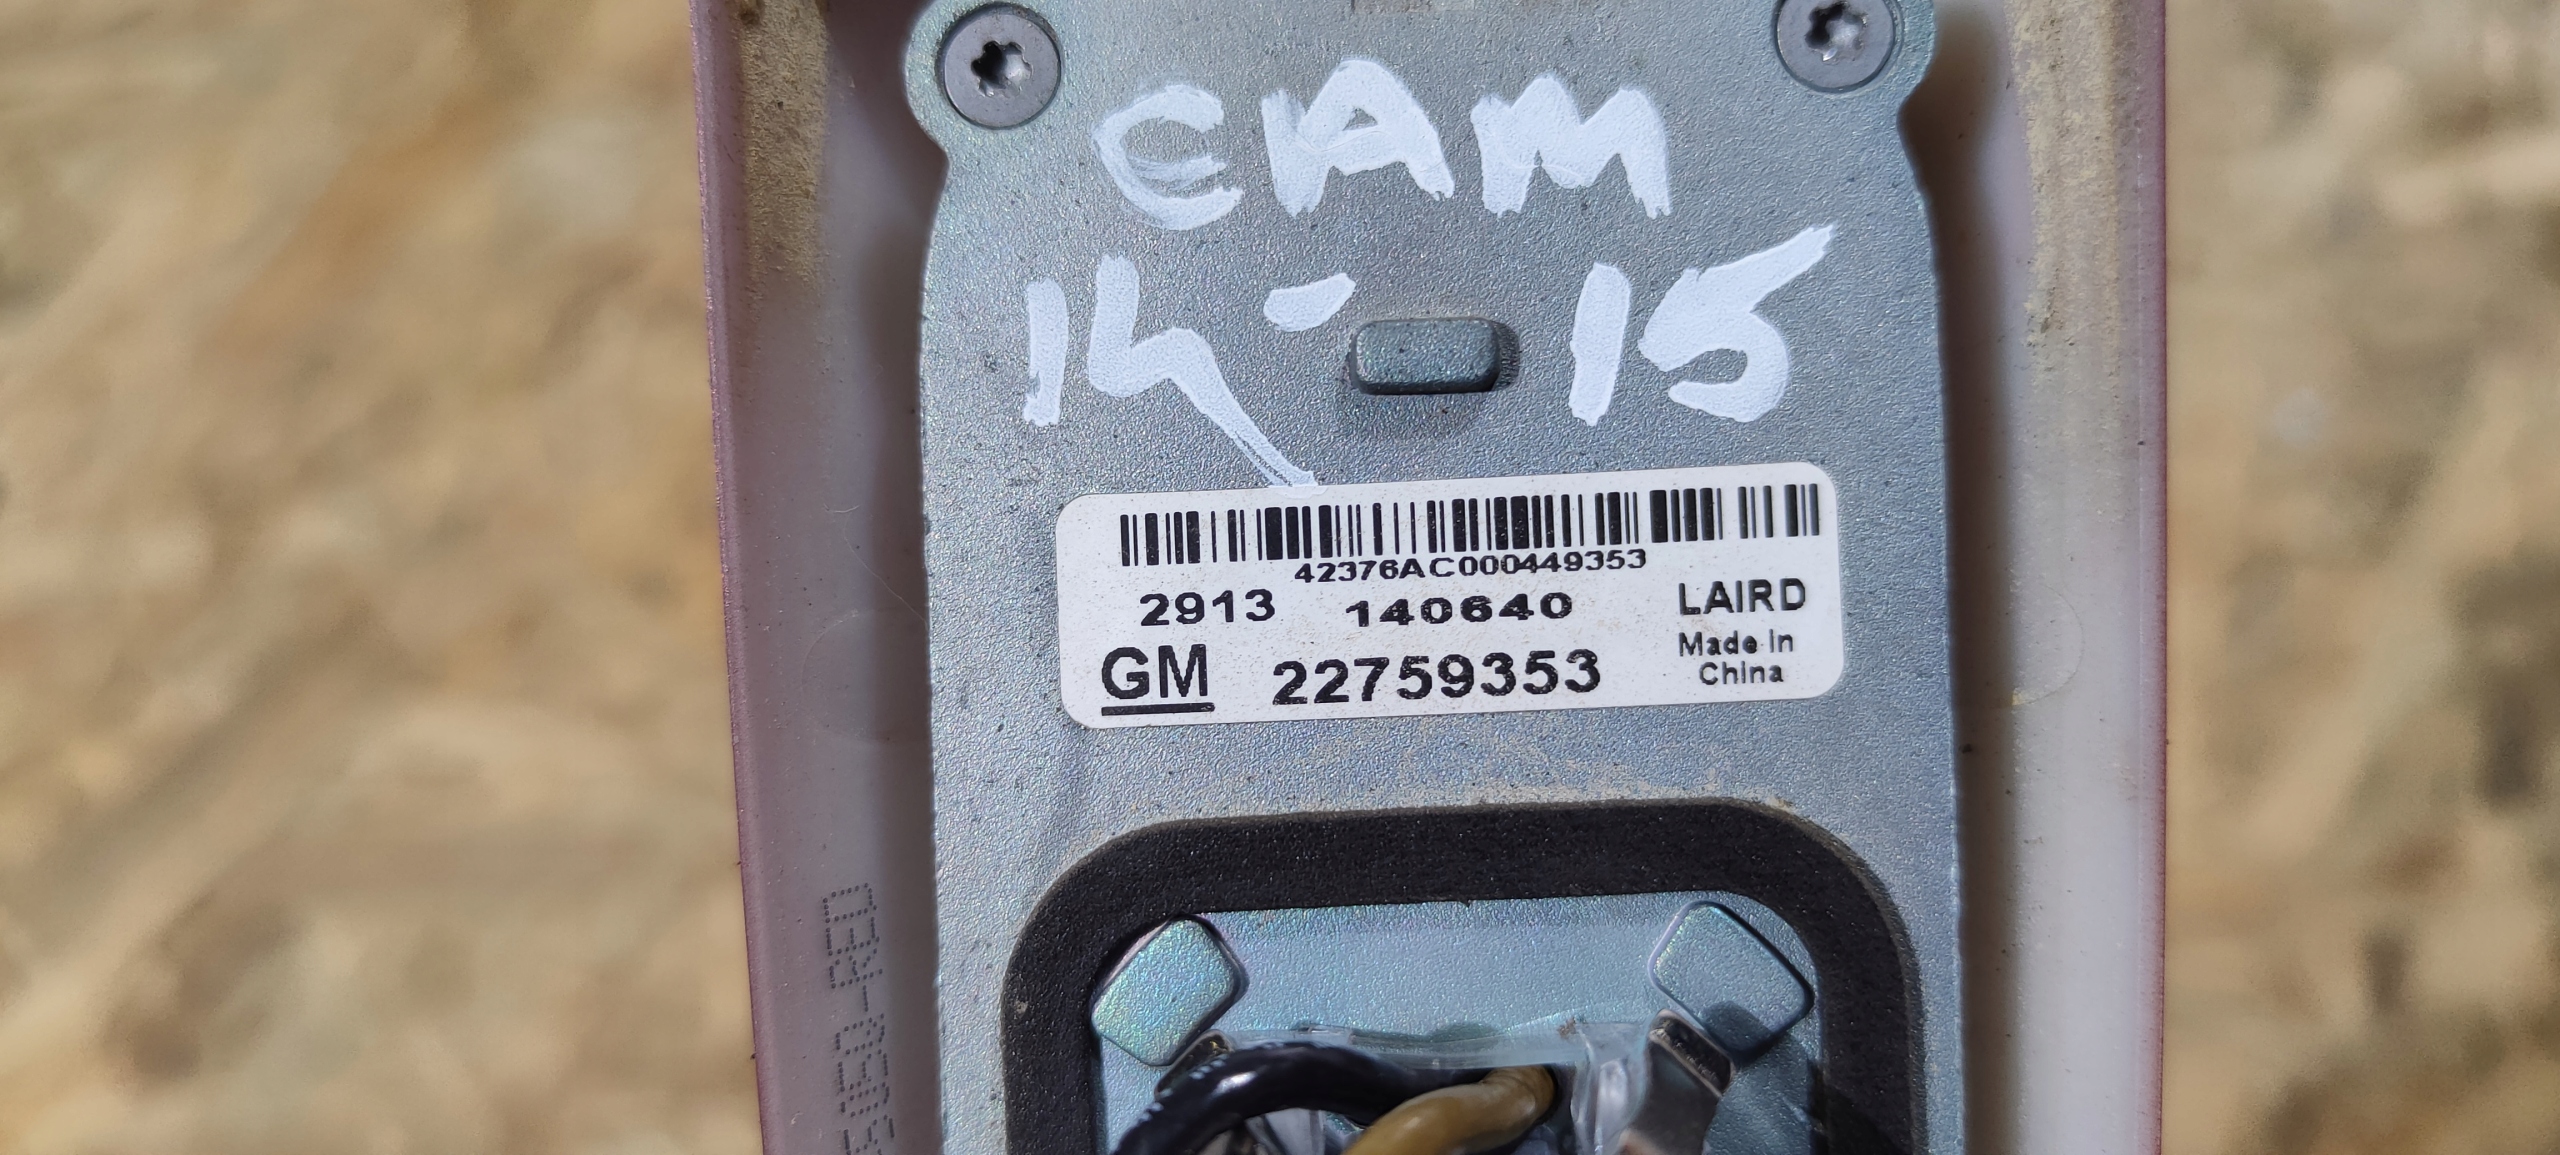 CAM
14-15
42376AC000449353
2913 140640 LAIRD
GM 22759353 Made in
China